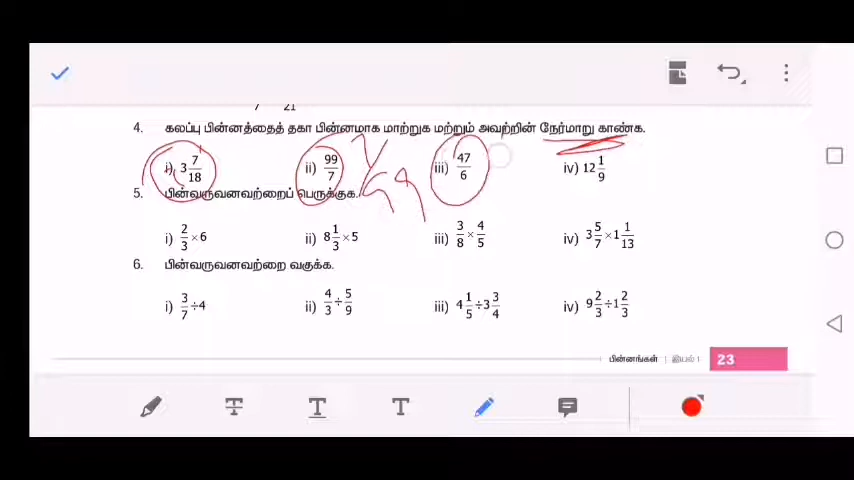 7 21
4. கலப்பு பின்னத்தைத் தகா பின்னமாக மாற்றுக மற்றும் அவற்றின் நேர்மாறு காண்க.
i) 3 7/18 ii) 99/7 iii) 47/6 iv) 12 1/9
5. பின்வருவனவற்றைப் பெருக்குக.
i) 2/3 × 6 ii) 8 1/3 × 5 iii) 3/8 × 4/5 iv) 3 5/7 × 1 1/13
6. பின்வருவனவற்றை வகுக்க.
i) 3/7 ÷ 4 ii) 4/3 ÷ 5/9 iii) 4 1/5 ÷ 3 3/4 iv) 9 2/3 ÷ 1 2/3
பின்னங்கள் | இயல் 1 23
T T T